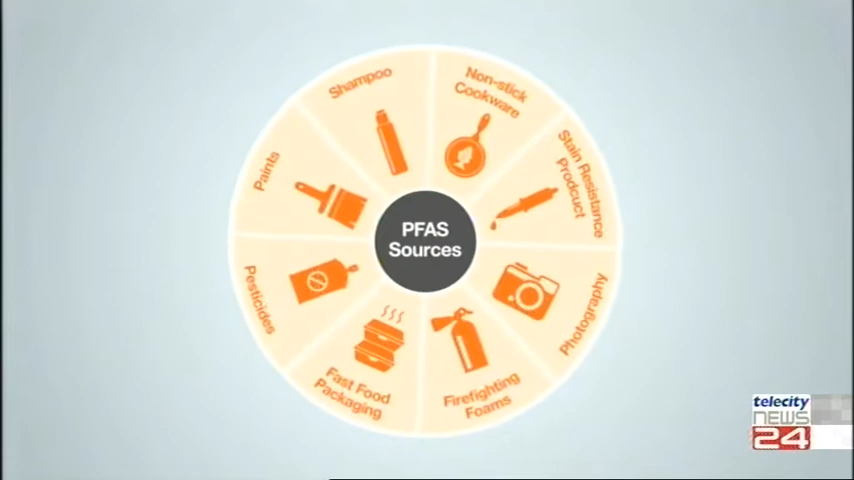 PFAS
Sources
Non-stick
Cookware
Stain Resistance
Prodcuct
Photography
Firefighting
Foams
Fast Food
Packaging
Pesticides
Paints
Shampoo
telecity
NEWS
24